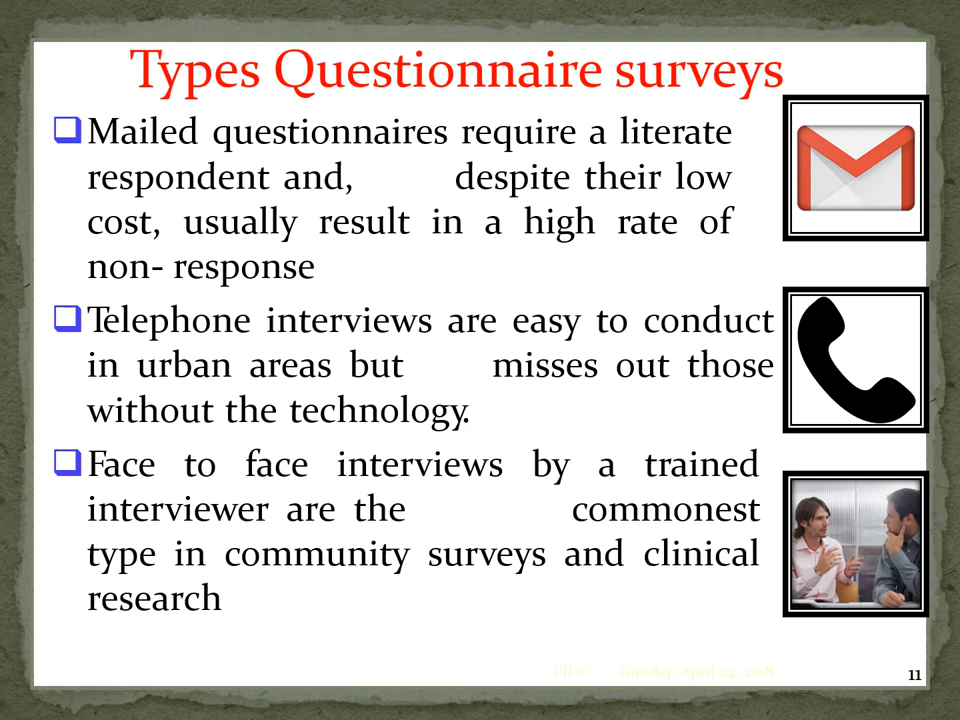 Types Questionnaire surveys
Mailed questionnaires require a literate
respondent and, despite their low
cost, usually result in a high rate of
non- response
Telephone interviews are easy to conduct
in urban areas but misses out those
without the technology.
Face to face interviews by a trained
interviewer are the commonest
type in community surveys and clinical
research
Tuesday, April 24, 2018
11